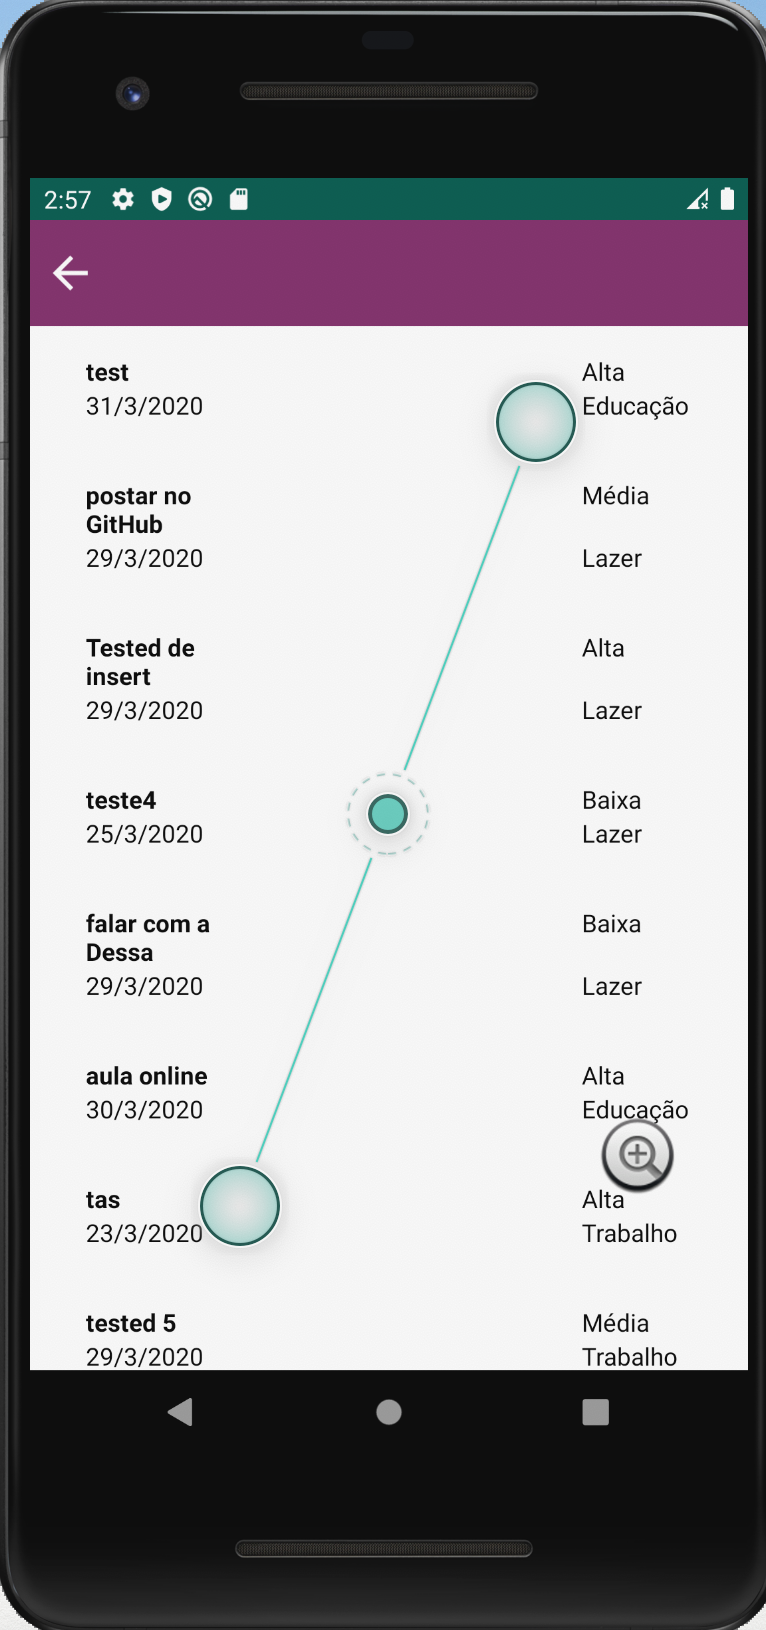 2:57
test Alta
31/3/2020 Educação
postar no Média
GitHub
29/3/2020 Lazer
Tested de Alta
insert
29/3/2020 Lazer
teste4 Baixa
25/3/2020 Lazer
falar com a Baixa
Dessa
29/3/2020 Lazer
aula online Alta
30/3/2020 Educação
tas Alta
23/3/2020 Trabalho
tested 5 Média
29/3/2020 Trabalho